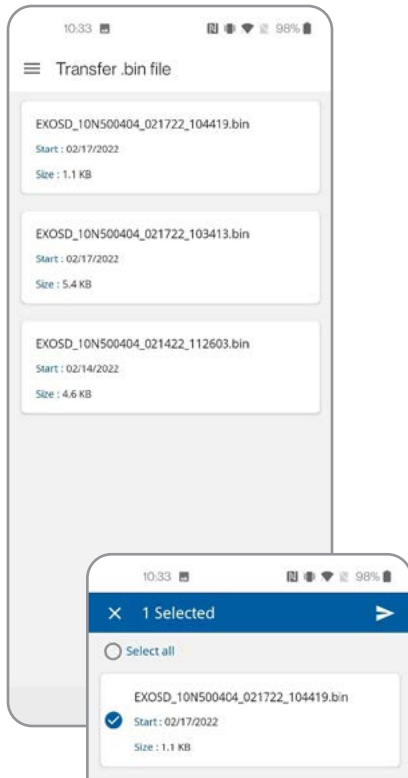 10:33 98%
Transfer .bin file
EXOSD_10N500404_021722_104419.bin
Start : 02/17/2022
Size : 1.1 KB
EXOSD_10N500404_021722_103413.bin
Start : 02/17/2022
Size : 5.4 KB
EXOSD_10N500404_021422_112603.bin
Start : 02/14/2022
Size : 4.6 KB
10:33 98%
1 Selected
Select all
EXOSD_10N500404_021722_104419.bin
Start : 02/17/2022
Size : 1.1 KB